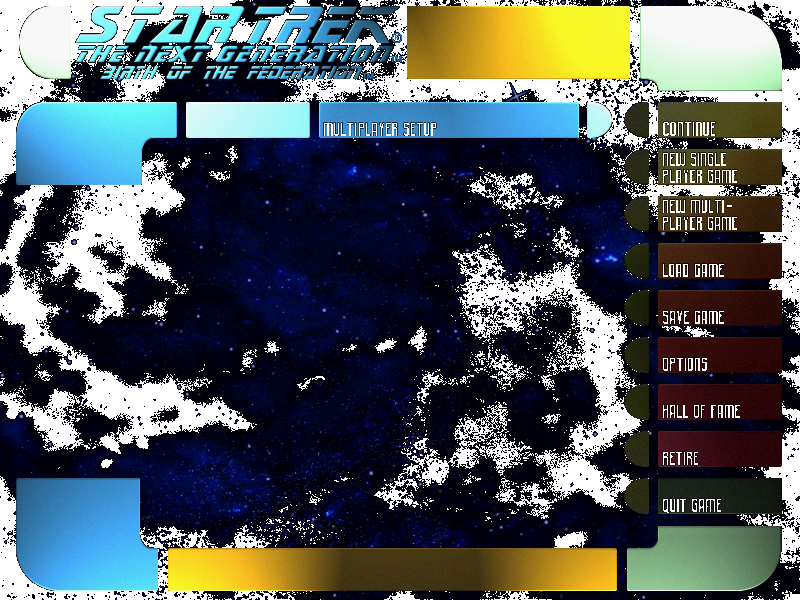 STAR TREK
THE NEXT GENERATION
BIRTH OF THE FEDERATION
MULTIPLAYER SETUP
CONTINUE
NEW SINGLE
PLAYER GAME
NEW MULTI-
PLAYER GAME
LOAD GAME
SAVE GAME
OPTIONS
HALL OF FAME
RETIRE
QUIT GAME